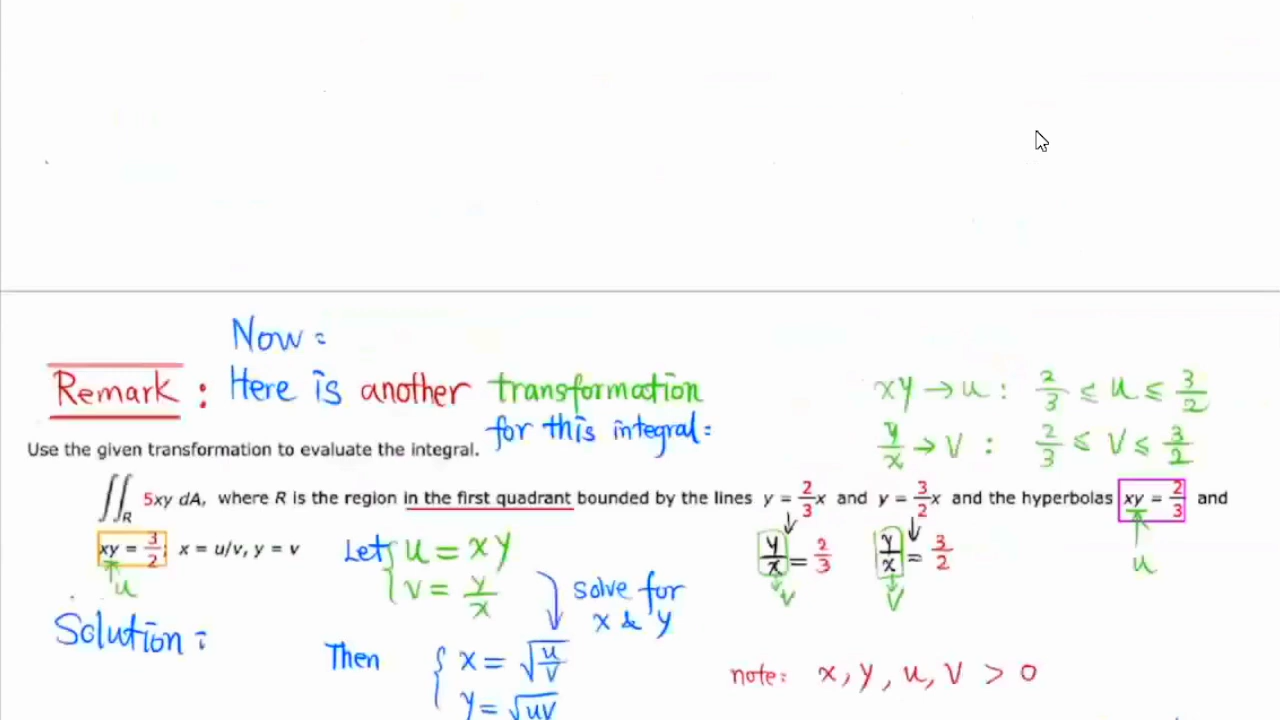 Now:
Remark : Here is another transformation
for this integral:
xy → u : 2/3 ≤ u ≤ 3/2
y/x → v : 2/3 ≤ v ≤ 3/2
Use the given transformation to evaluate the integral.
∬_R 5xy dA, where R is the region in the first quadrant bounded by the lines y = 2/3 x and y = 3/2 x and the hyperbolas xy = 2/3 and
xy = 3/2; x = u/v, y = v
u
Let { u = xy
v = y/x
y/x = 2/3
v
y/x = 3/2
v
u
solve for
x & y
Solution:
Then { x = √(u/v)
y = √(uv)
note: x, y, u, v > 0